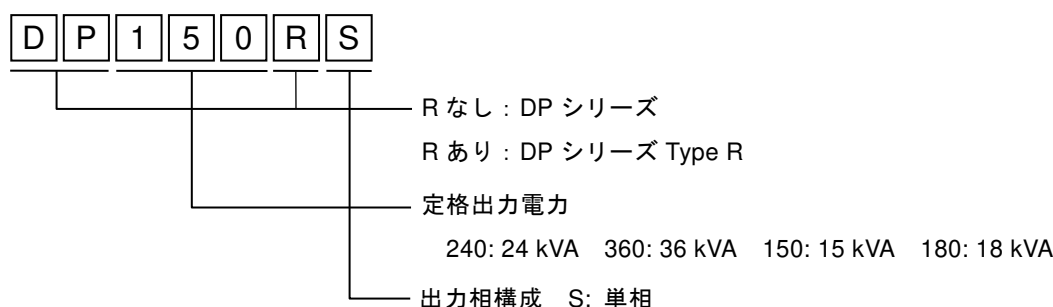 DP150RS
R なし : DP シリーズ
R あり : DP シリーズ Type R
定格出力電力
240: 24 kVA 360: 36 kVA 150: 15 kVA 180: 18 kVA
出力相構成 S: 単相